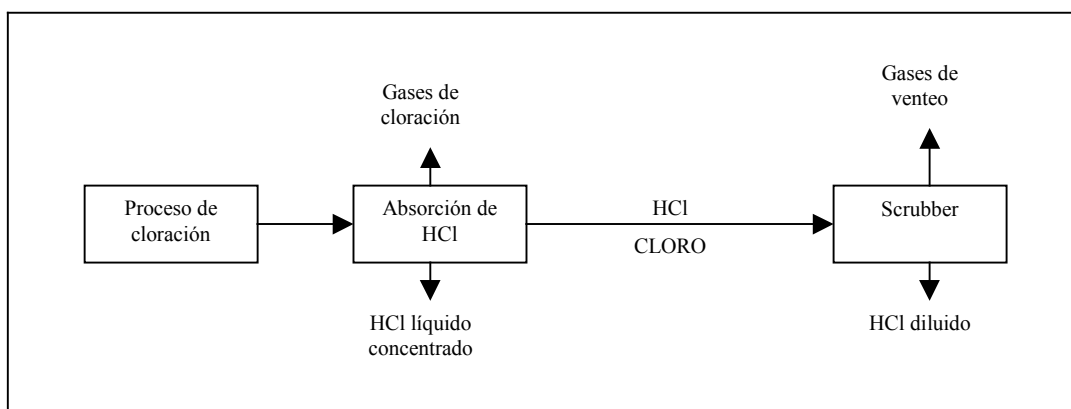 Gases de
cloración
Gases de
venteo
Proceso de
cloración
Absorción de
HCl
HCl
CLORO
Scrubber
HCl líquido
concentrado
HCl diluido